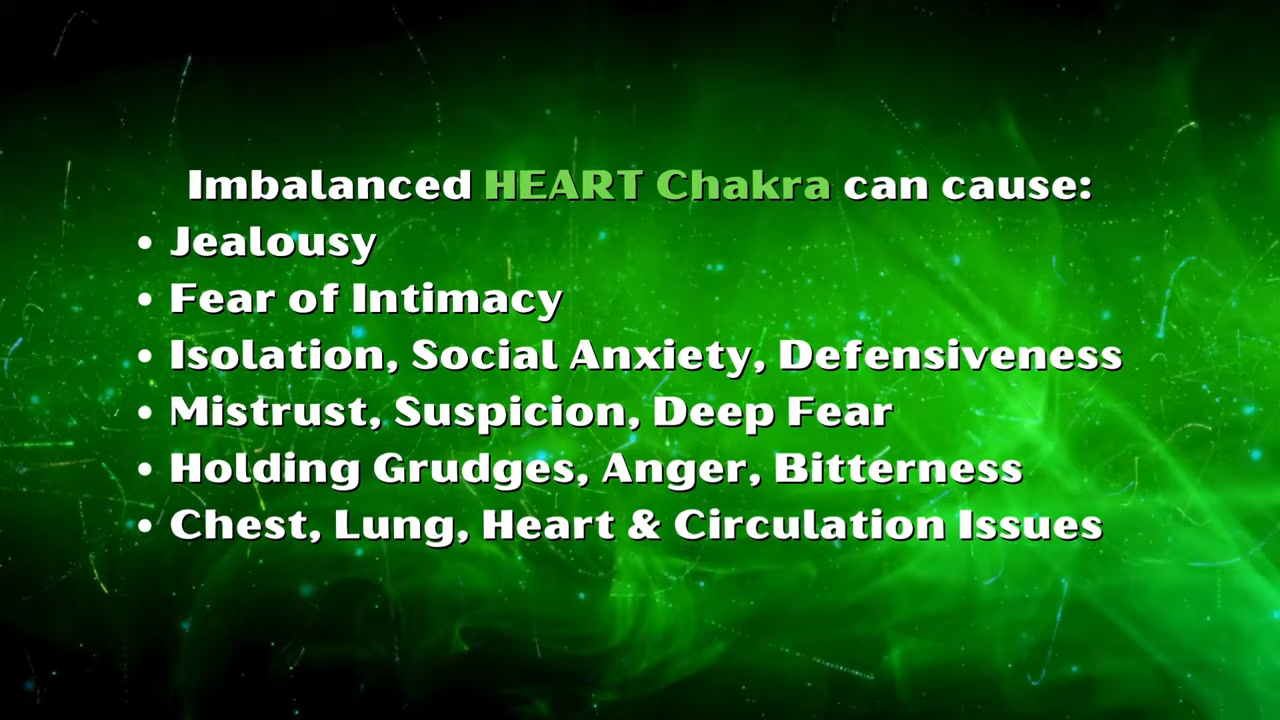 Imbalanced HEART Chakra can cause:
• Jealousy
• Fear of Intimacy
• Isolation, Social Anxiety, Defensiveness
• Mistrust, Suspicion, Deep Fear
• Holding Grudges, Anger, Bitterness
• Chest, Lung, Heart & Circulation Issues